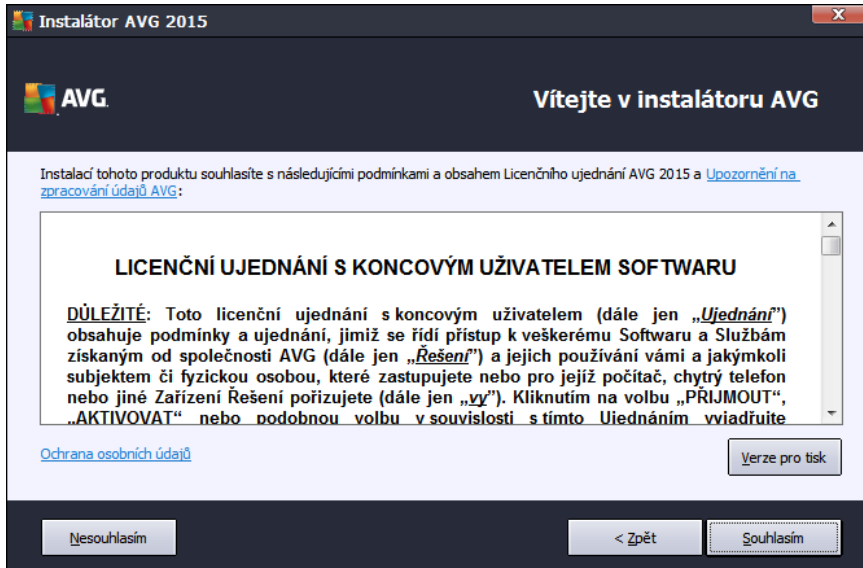 Instalátor AVG 2015
X
AVG.
Vítejte v instalátoru AVG
Instalací tohoto produktu souhlasíte s následujícími podmínkami a obsahem Licenčního ujednání AVG 2015 a Upozornění na
zpracování údajů AVG:
LICENČNÍ UJEDNÁNÍ S KONCOVÝM UŽIVATELEM SOFTWARU
DŮLEŽITÉ: Toto licenční ujednání s koncovým uživatelem (dále jen „Ujednání”)
obsahuje podmínky a ujednání, jimiž se řídí přístup k veškerému Softwaru a Službám
získaným od společnosti AVG (dále jen „Řešení”) a jejich používání vámi a jakýmkoli
subjektem či fyzickou osobou, které zastupujete nebo pro jejíž počítač, chytrý telefon
nebo jiné Zařízení Řešení pořizujete (dále jen „vy”). Kliknutím na volbu „PŘIJMOUT“,
„AKTIVOVAT“ nebo podobnou volbu v souvislosti s tímto Ujednáním vyjadřujte
Ochrana osobních údajů
Verze pro tisk
Nesouhlasím
< Zpět
Souhlasím